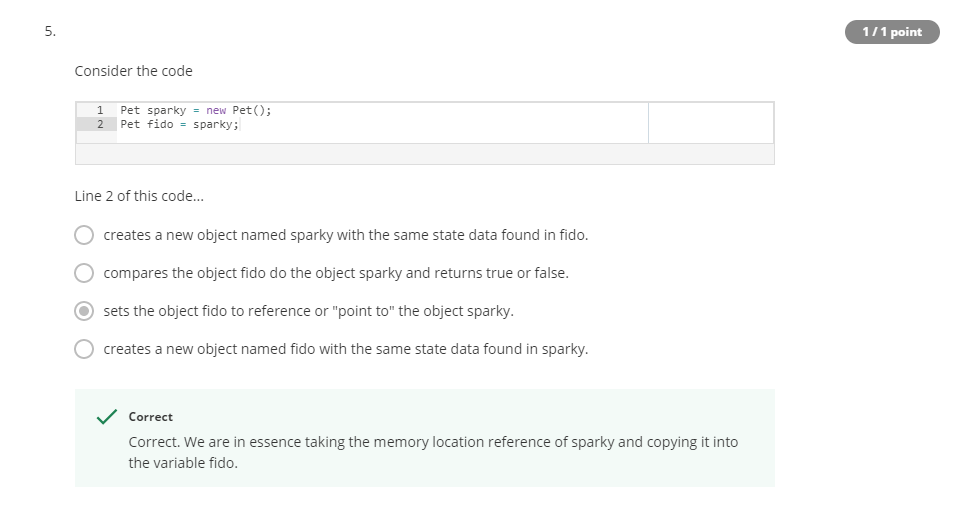 5.
1 / 1 point
Consider the code
1 Pet sparky = new Pet();
2 Pet fido = sparky;
Line 2 of this code...
creates a new object named sparky with the same state data found in fido.
compares the object fido do the object sparky and returns true or false.
sets the object fido to reference or "point to" the object sparky.
creates a new object named fido with the same state data found in sparky.
Correct
Correct. We are in essence taking the memory location reference of sparky and copying it into
the variable fido.